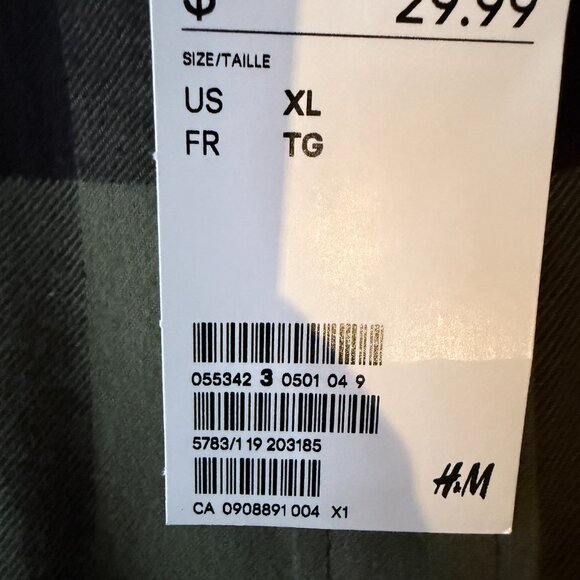 $ 29.99
SIZE/TAILLE
US XL
FR TG
055342 3 0501 04 9
5783/1 19 203185
H&M
CA 0908891 004 X1